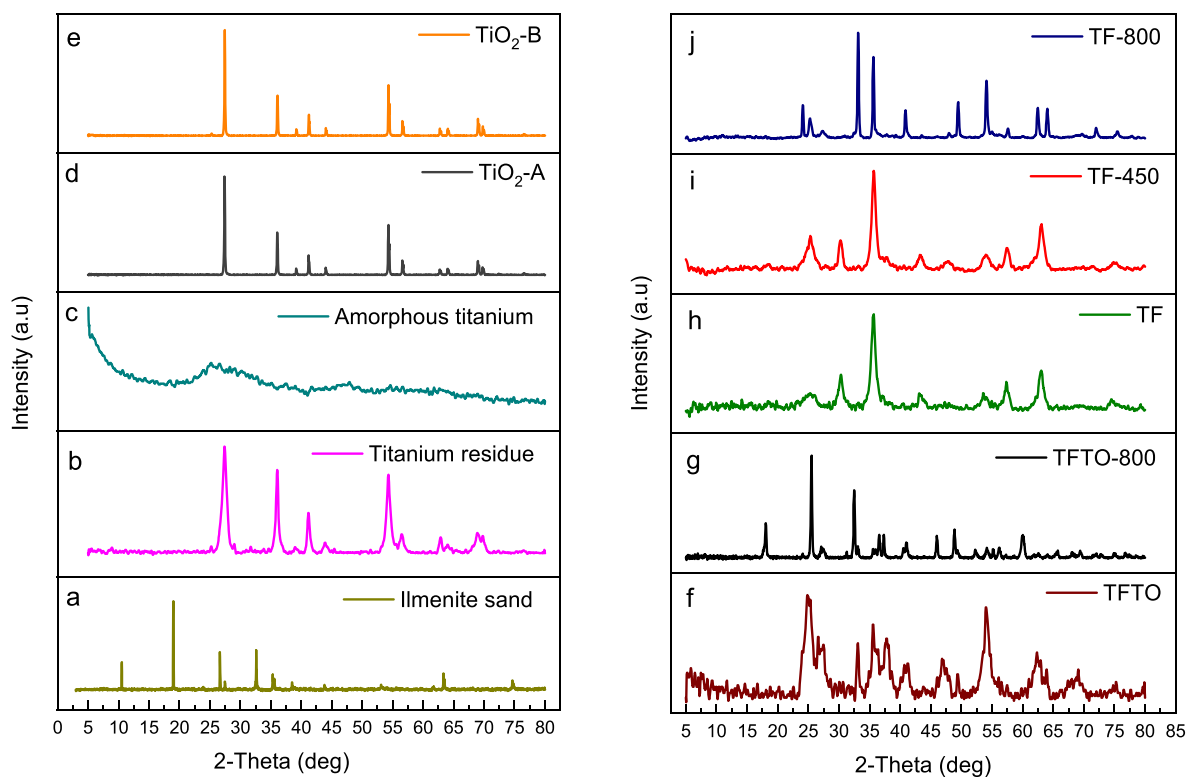 e
TiO2-B
d
TiO2-A
c
Amorphous titanium
b
Titanium residue
a
Ilmenite sand
Intensity (a.u)
0 5 10 15 20 25 30 35 40 45 50 55 60 65 70 75 80
2-Theta (deg)
j
TF-800
i
TF-450
h
TF
g
TFTO-800
f
TFTO
Intensity (a.u)
5 10 15 20 25 30 35 40 45 50 55 60 65 70 75 80 85
2-Theta (deg)